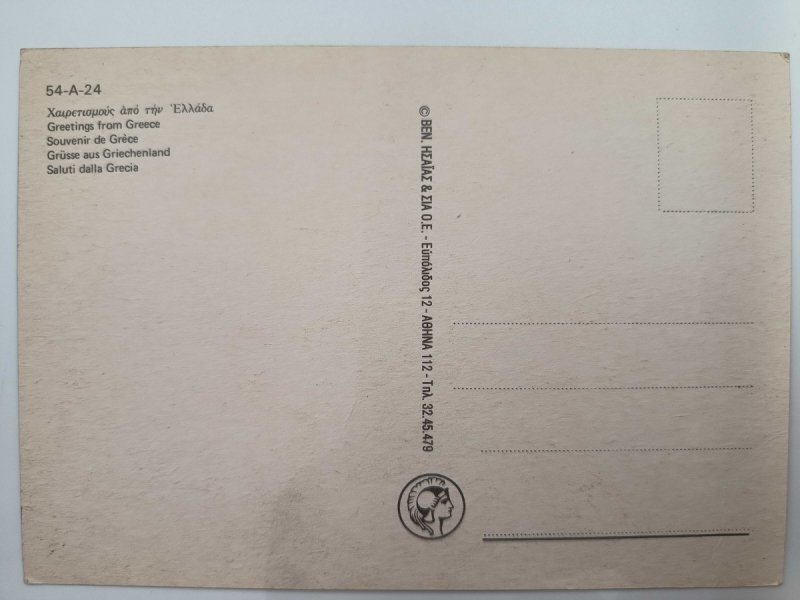 54-A-24
Χαιρετισμούς ἀπό τήν Ἑλλάδα
Greetings from Greece
Souvenir de Grèce
Grüsse aus Griechenland
Saluti dalla Grecia
© ΒΕΝ. ΗΣΑΪΑΣ & ΣΙΑ Ο.Ε. - Εὐπόλιδος 12 - ΑΘΗΝΑ 112 - Τηλ. 32.45.479